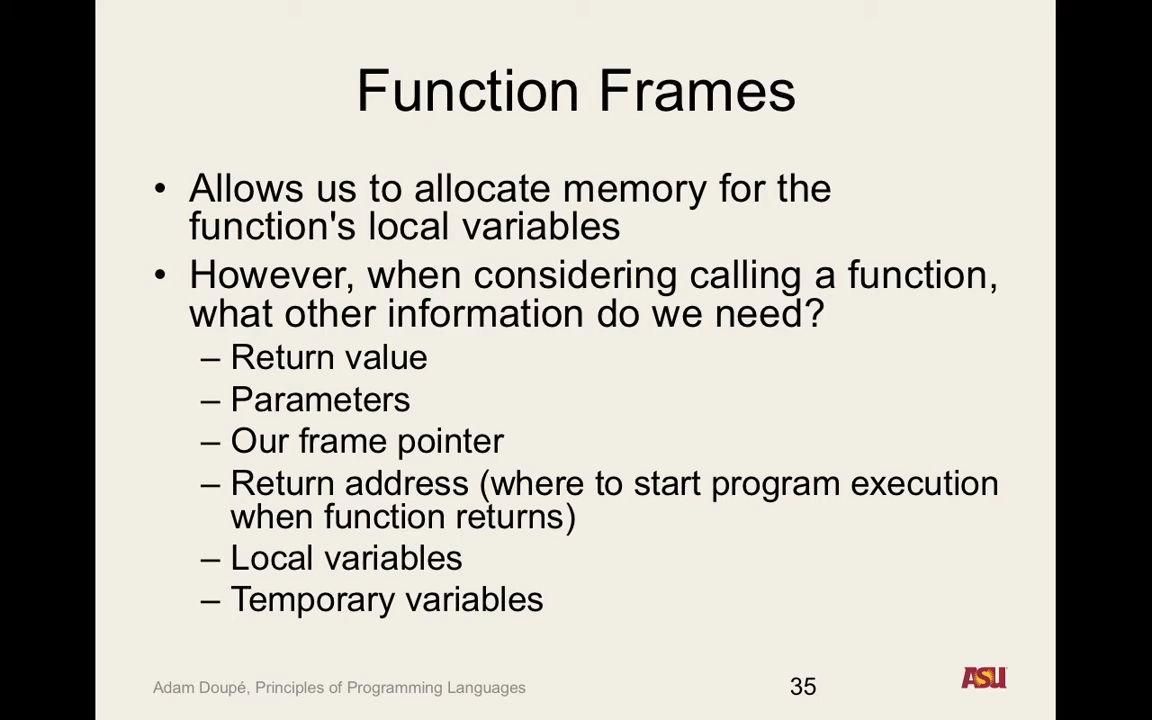 Function Frames
• Allows us to allocate memory for the
function's local variables
• However, when considering calling a function,
what other information do we need?
– Return value
– Parameters
– Our frame pointer
– Return address (where to start program execution
when function returns)
– Local variables
– Temporary variables
Adam Doupé, Principles of Programming Languages
35
ASU